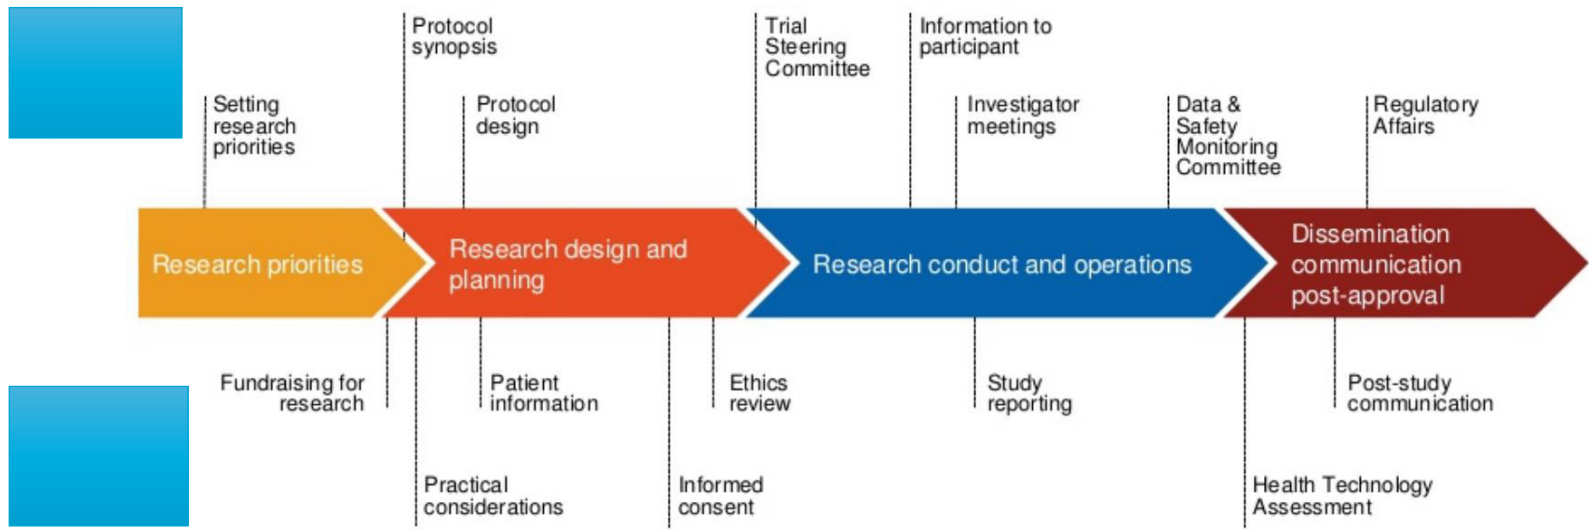 Protocol
synopsis
Trial
Steering
Committee
Information to
participant
Setting
research
priorities
Protocol
design
Investigator
meetings
Data &
Safety
Monitoring
Committee
Regulatory
Affairs
Research priorities
Research design and
planning
Research conduct and operations
Dissemination
communication
post-approval
Fundraising for
research
Patient
information
Ethics
review
Study
reporting
Post-study
communication
Practical
considerations
Informed
consent
Health Technology
Assessment